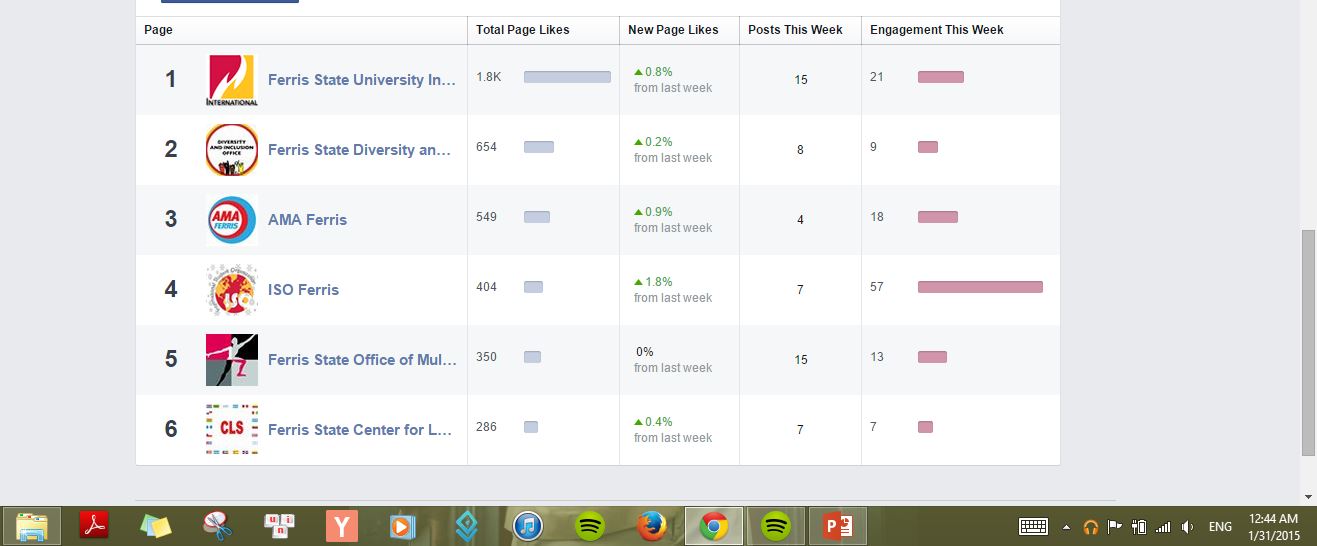 Page Total Page Likes New Page Likes Posts This Week Engagement This Week
1 INTERNATIONAL Ferris State University In... 1.8K 0.8% from last week 15 21
2 DIVERSITY AND INCLUSION OFFICE Ferris State Diversity an... 654 0.2% from last week 8 9
3 AMA FERRIS AMA Ferris 549 0.9% from last week 4 18
4 ISO ISO Ferris 404 1.8% from last week 7 57
5 Ferris State Office of Mul... 350 0% from last week 15 13
6 CLS Ferris State Center for L... 286 0.4% from last week 7 7
u n i n Y ENG 12:44 AM
1/31/2015